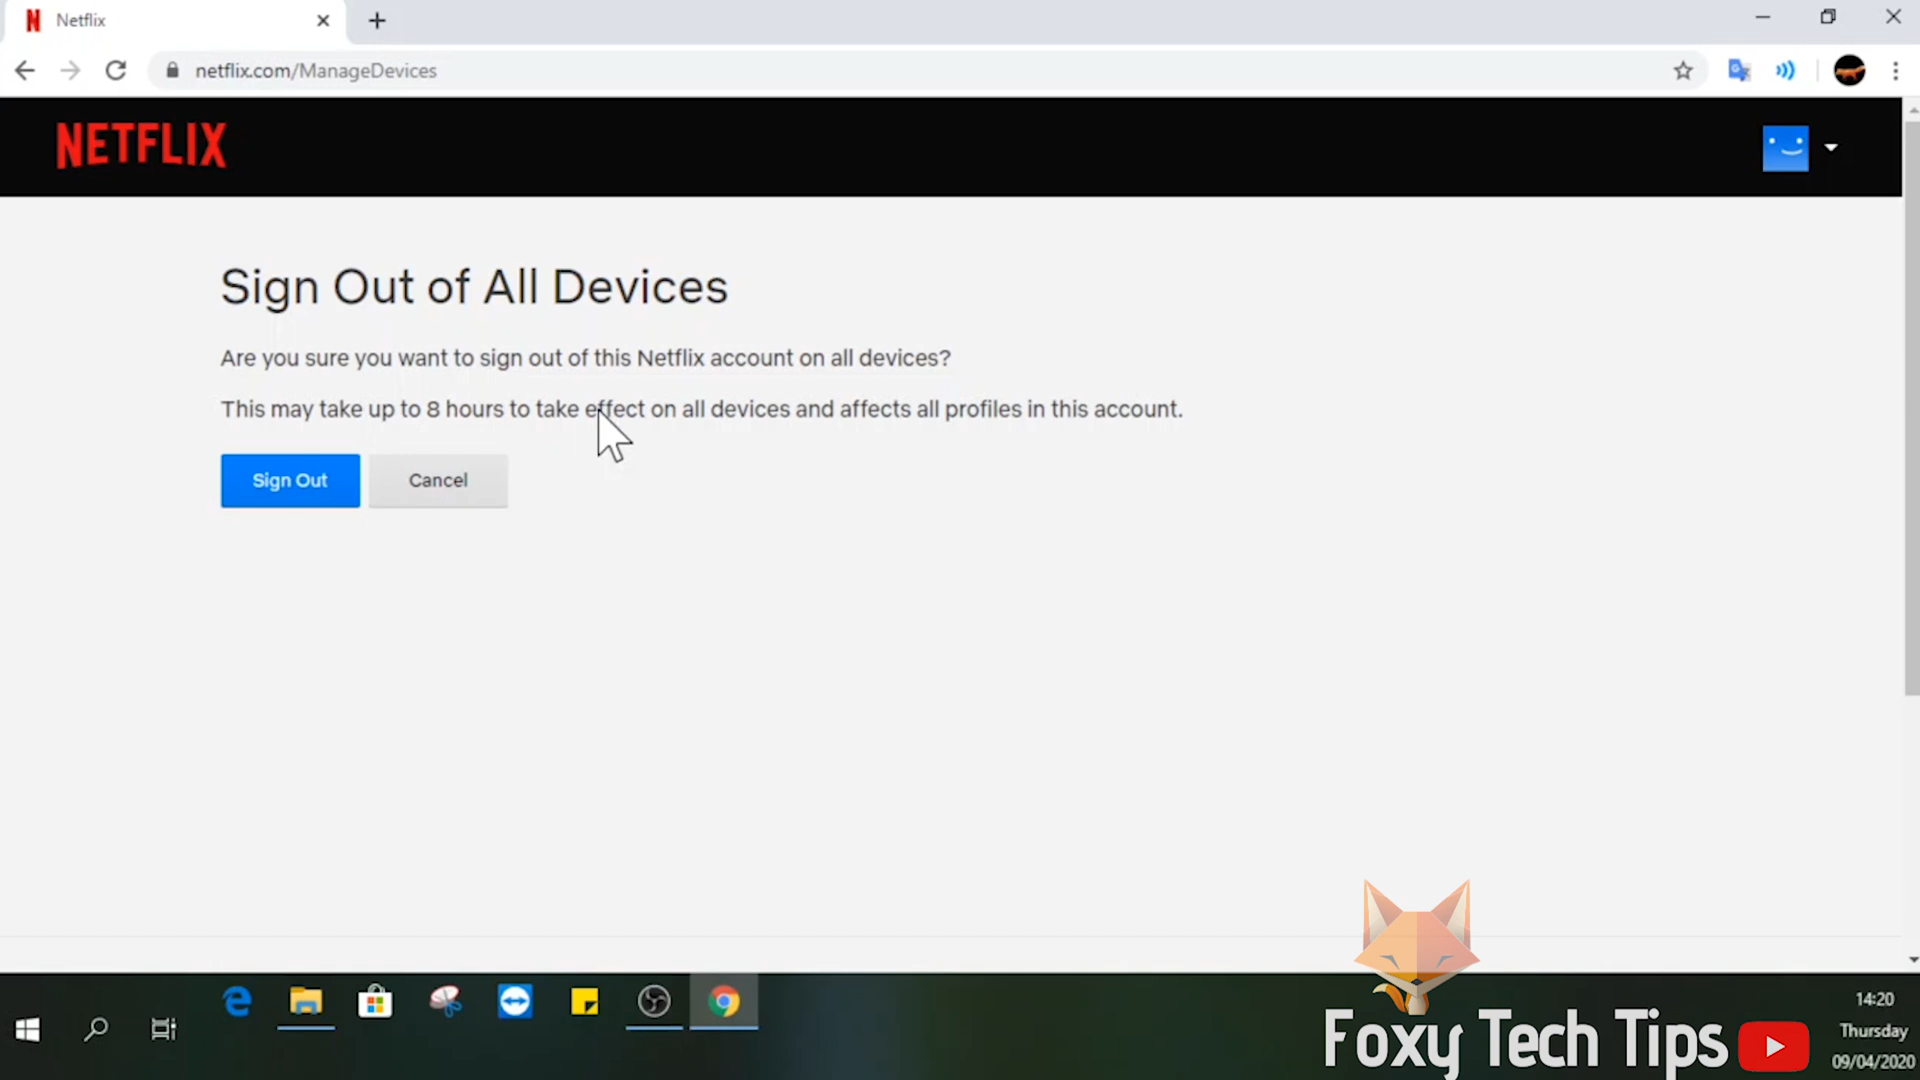 Netflix
netflix.com/ManageDevices
NETFLIX
Sign Out of All Devices
Are you sure you want to sign out of this Netflix account on all devices?
This may take up to 8 hours to take effect on all devices and affects all profiles in this account.
Sign Out
Cancel
14:20
Thursday
09/04/2020
Foxy Tech Tips